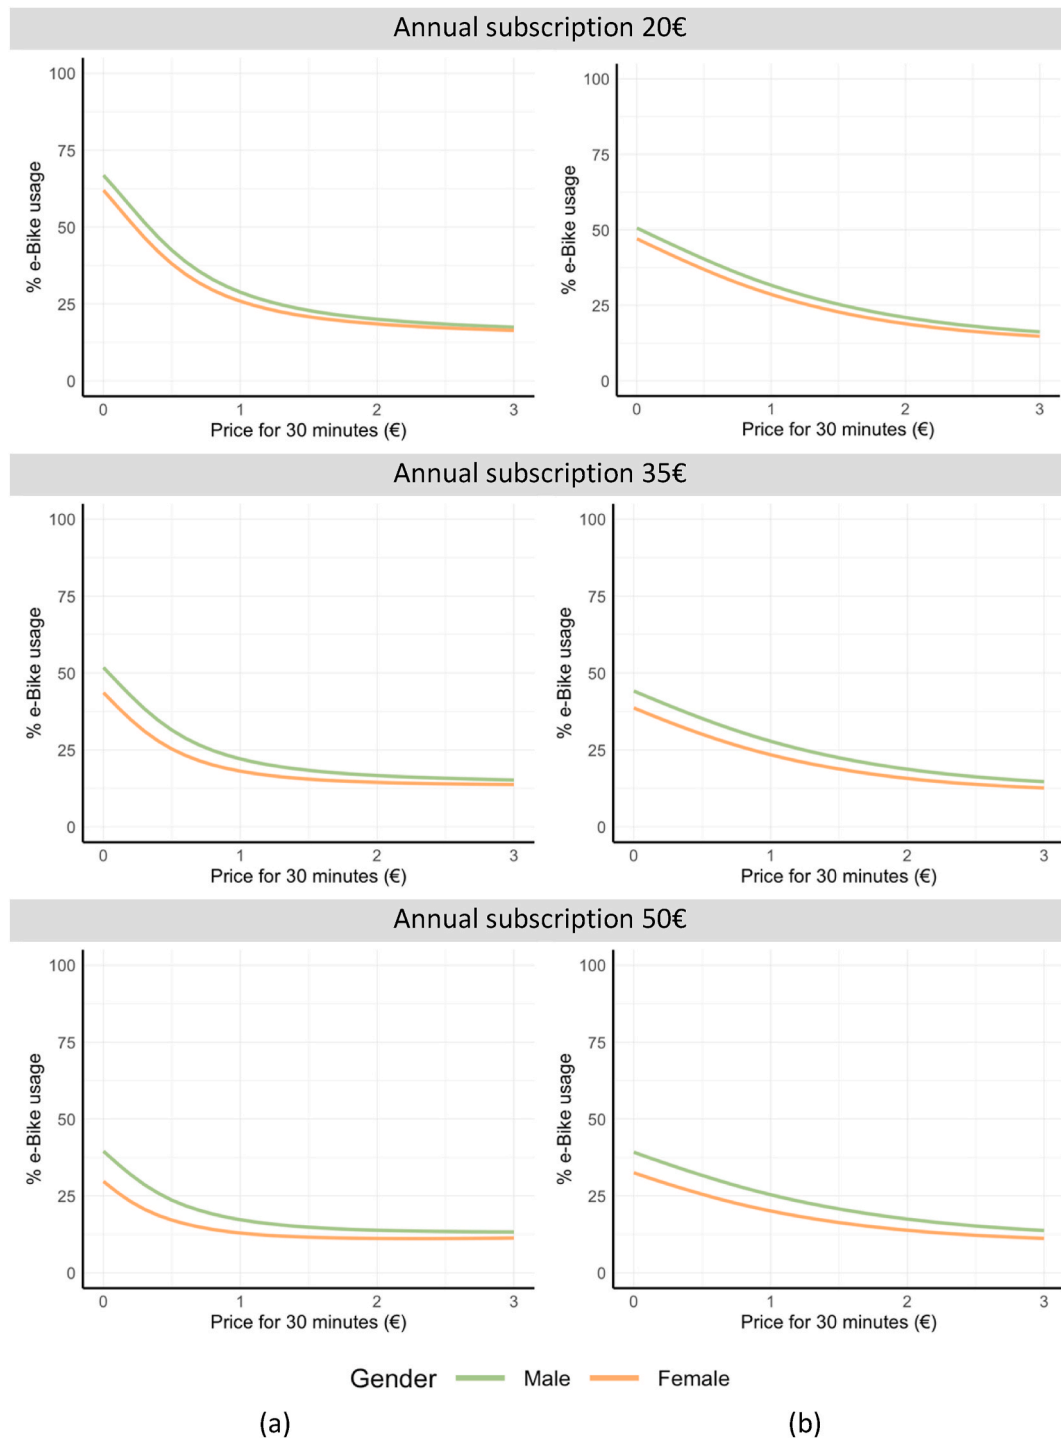 Annual subscription 20€
% e-Bike usage
100
75
50
25
0
0 1 2 3
Price for 30 minutes (€)
% e-Bike usage
100
75
50
25
0
0 1 2 3
Price for 30 minutes (€)
Annual subscription 35€
% e-Bike usage
100
75
50
25
0
0 1 2 3
Price for 30 minutes (€)
% e-Bike usage
100
75
50
25
0
0 1 2 3
Price for 30 minutes (€)
Annual subscription 50€
% e-Bike usage
100
75
50
25
0
0 1 2 3
Price for 30 minutes (€)
% e-Bike usage
100
75
50
25
0
0 1 2 3
Price for 30 minutes (€)
Gender Male Female
(a) (b)